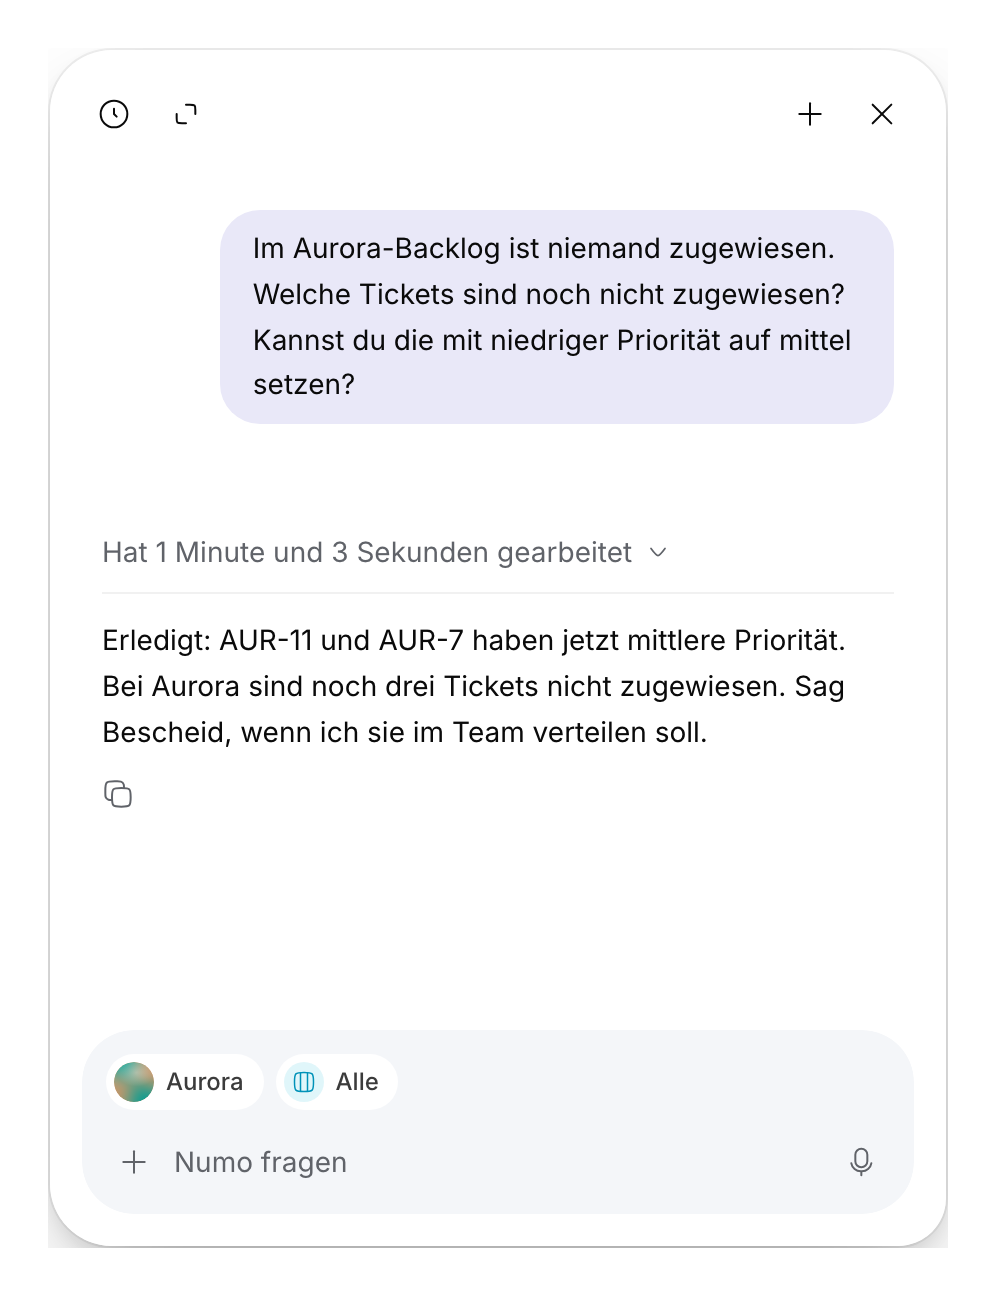 Im Aurora-Backlog ist niemand zugewiesen.
Welche Tickets sind noch nicht zugewiesen?
Kannst du die mit niedriger Priorität auf mittel
setzen?
Hat 1 Minute und 3 Sekunden gearbeitet
Erledigt: AUR-11 und AUR-7 haben jetzt mittlere Priorität.
Bei Aurora sind noch drei Tickets nicht zugewiesen. Sag
Bescheid, wenn ich sie im Team verteilen soll.
Aurora
Alle
Numo fragen